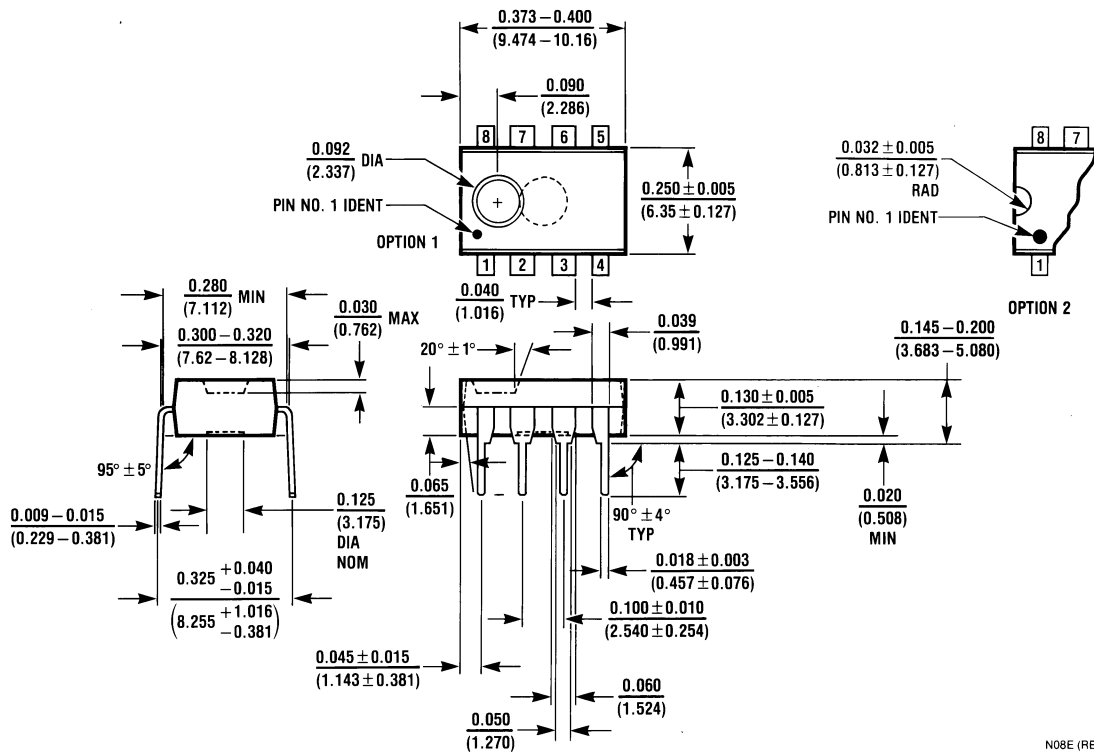 0.373 – 0.400
(9.474 – 10.16)
0.090
(2.286)
8 7 6 5
0.092 DIA
(2.337)
PIN NO. 1 IDENT
OPTION 1
0.250 ± 0.005
(6.35 ± 0.127)
1 2 3 4
8 7
0.032 ± 0.005
(0.813 ± 0.127)
RAD
PIN NO. 1 IDENT
1
OPTION 2
0.280 MIN
(7.112)
0.300 – 0.320
(7.62 – 8.128)
0.030 MAX
(0.762)
0.040 TYP
(1.016)
0.039
(0.991)
0.145 – 0.200
(3.683 – 5.080)
20° ± 1°
0.130 ± 0.005
(3.302 ± 0.127)
95° ± 5°
0.065
(1.651)
0.125 – 0.140
(3.175 – 3.556)
90° ± 4°
TYP
0.020
(0.508)
MIN
0.009 – 0.015
(0.229 – 0.381)
0.125
(3.175)
DIA
NOM
0.018 ± 0.003
(0.457 ± 0.076)
0.325 +0.040
-0.015
(8.255 +1.016
-0.381)
0.100 ± 0.010
(2.540 ± 0.254)
0.045 ± 0.015
(1.143 ± 0.381)
0.060
(1.524)
0.050
(1.270)
N08E (RE